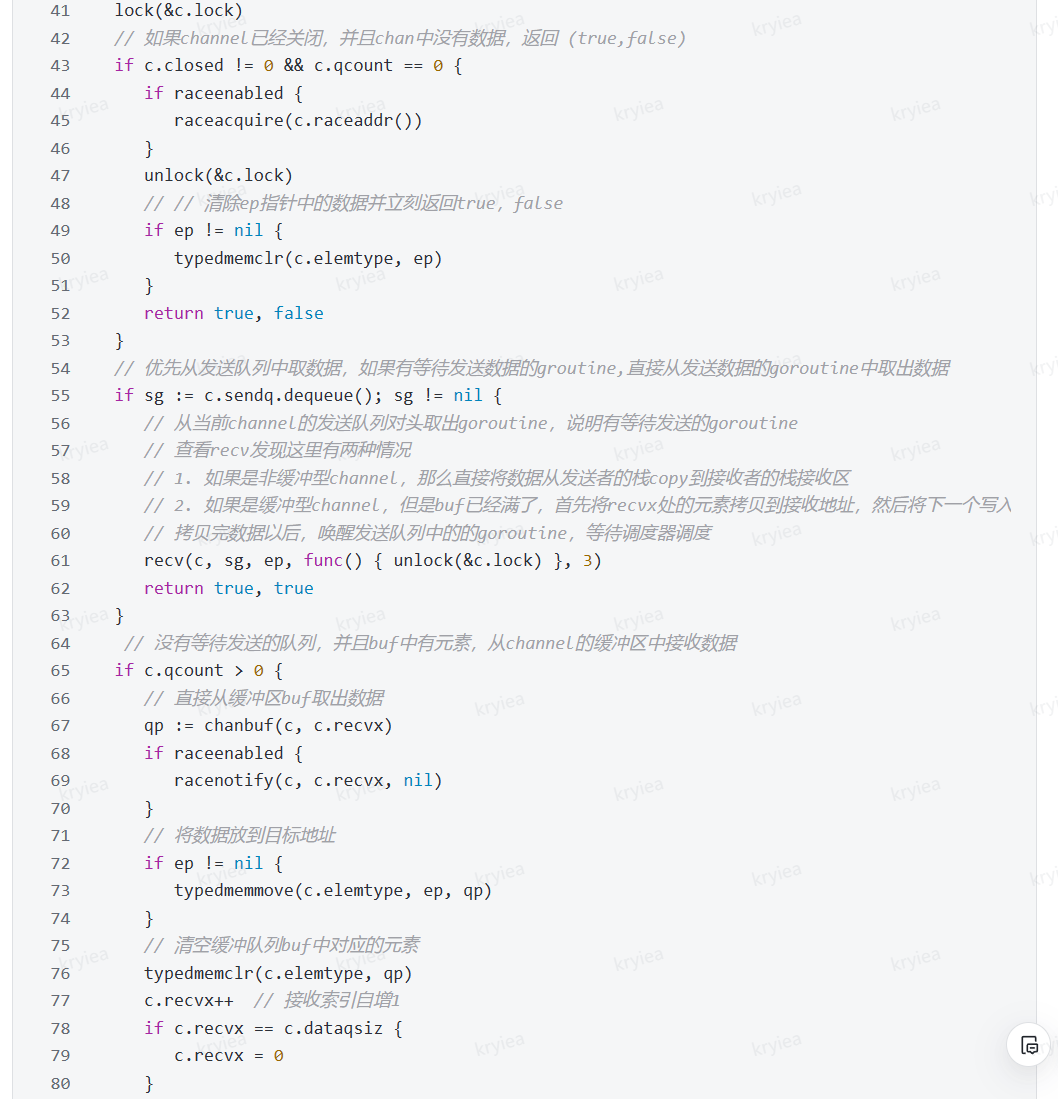 41 lock(&c.lock)
42 // 如果channel已经关闭，并且chan中没有数据，返回 (true,false)
43 if c.closed != 0 && c.qcount == 0 {
44 if raceenabled {
45 raceacquire(c.raceaddr())
46 }
47 unlock(&c.lock)
48 // // 清除ep指针中的数据并立刻返回true，false
49 if ep != nil {
50 typedmemclr(c.elemtype, ep)
51 }
52 return true, false
53 }
54 // 优先从发送队列中取数据，如果有等待发送数据的groutine,直接从发送数据的goroutine中取出数据
55 if sg := c.sendq.dequeue(); sg != nil {
56 // 从当前channel的发送队列对头取出goroutine，说明有等待发送的goroutine
57 // 查看recv发现这里有两种情况
58 // 1. 如果是非缓冲型channel，那么直接将数据从发送者的栈copy到接收者的栈接收区
59 // 2. 如果是缓冲型channel，但是buf已经满了，首先将recvx处的元素拷贝到接收地址，然后将下一个写入
60 // 拷贝完数据以后，唤醒发送队列中的的goroutine，等待调度器调度
61 recv(c, sg, ep, func() { unlock(&c.lock) }, 3)
62 return true, true
63 }
64 // 没有等待发送的队列，并且buf中有元素，从channel的缓冲区中接收数据
65 if c.qcount > 0 {
66 // 直接从缓冲区buf取出数据
67 qp := chanbuf(c, c.recvx)
68 if raceenabled {
69 racenotify(c, c.recvx, nil)
70 }
71 // 将数据放到目标地址
72 if ep != nil {
73 typedmemmove(c.elemtype, ep, qp)
74 }
75 // 清空缓冲队列buf中对应的元素
76 typedmemclr(c.elemtype, qp)
77 c.recvx++ // 接收索引自增1
78 if c.recvx == c.dataqsiz {
79 c.recvx = 0
80 }